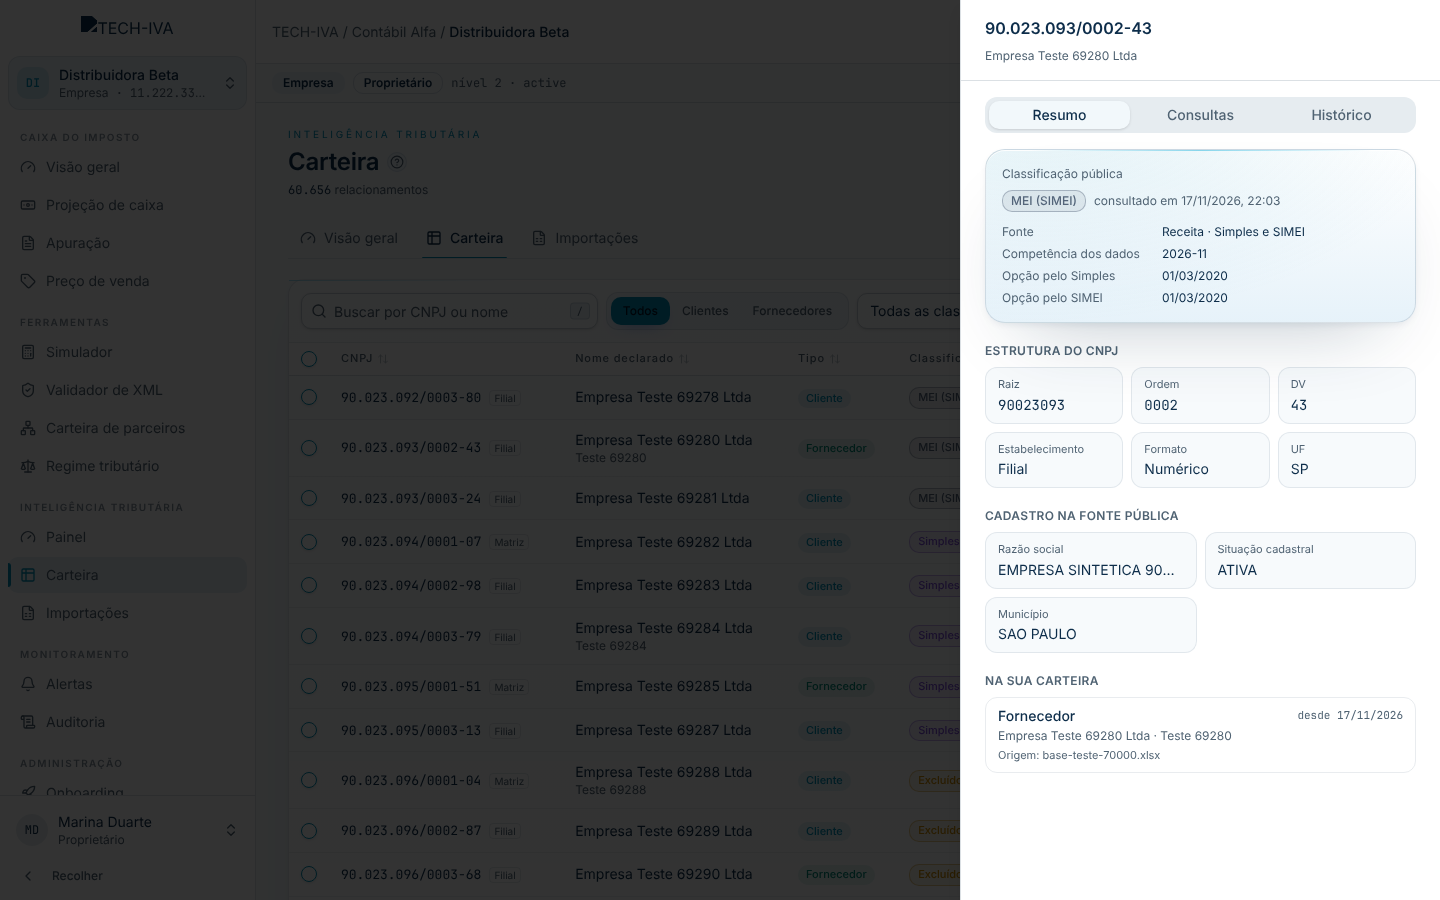 TECH-IVA
DI
Distribuidora Beta
Empresa · 11.222.33...
CAIXA DO IMPOSTO
Visão geral
Projeção de caixa
Apuração
Preço de venda
FERRAMENTAS
Simulador
Validador de XML
Carteira de parceiros
Regime tributário
INTELIGÊNCIA TRIBUTÁRIA
Painel
Carteira
Importações
MONITORAMENTO
Alertas
Auditoria
ADMINISTRAÇÃO
Onboarding
MD
Marina Duarte
Proprietário
Recolher
TECH-IVA / Contábil Alfa / Distribuidora Beta
Empresa Proprietário nível 2 · active
INTELIGÊNCIA TRIBUTÁRIA
Carteira
60.656 relacionamentos
Visão geral Carteira Importações
Buscar por CNPJ ou nome / Todos Clientes Fornecedores Todas as clas
CNPJ Nome declarado Tipo Classific
90.023.092/0003-80 Filial Empresa Teste 69278 Ltda Cliente MEI (SIM
90.023.093/0002-43 Filial Empresa Teste 69280 Ltda Fornecedor MEI (SIM
Teste 69280
90.023.093/0003-24 Filial Empresa Teste 69281 Ltda Cliente MEI (SIM
90.023.094/0001-07 Matriz Empresa Teste 69282 Ltda Cliente Simples
90.023.094/0002-98 Filial Empresa Teste 69283 Ltda Cliente Simples
90.023.094/0003-79 Filial Empresa Teste 69284 Ltda Cliente Simples
Teste 69284
90.023.095/0001-51 Matriz Empresa Teste 69285 Ltda Fornecedor Simples
90.023.095/0003-13 Filial Empresa Teste 69287 Ltda Cliente Simples
90.023.096/0001-04 Matriz Empresa Teste 69288 Ltda Cliente Excluíd
Teste 69288
90.023.096/0002-87 Filial Empresa Teste 69289 Ltda Cliente Excluíd
90.023.096/0003-68 Filial Empresa Teste 69290 Ltda Fornecedor Excluíd
90.023.093/0002-43
Empresa Teste 69280 Ltda
Resumo Consultas Histórico
Classificação pública
MEI (SIMEI) consultado em 17/11/2026, 22:03
Fonte Receita · Simples e SIMEI
Competência dos dados 2026-11
Opção pelo Simples 01/03/2020
Opção pelo SIMEI 01/03/2020
ESTRUTURA DO CNPJ
Raiz Ordem DV
90023093 0002 43
Estabelecimento Formato UF
Filial Numérico SP
CADASTRO NA FONTE PÚBLICA
Razão social Situação cadastral
EMPRESA SINTETICA 90... ATIVA
Município
SAO PAULO
NA SUA CARTEIRA
Fornecedor desde 17/11/2026
Empresa Teste 69280 Ltda · Teste 69280
Origem: base-teste-70000.xlsx